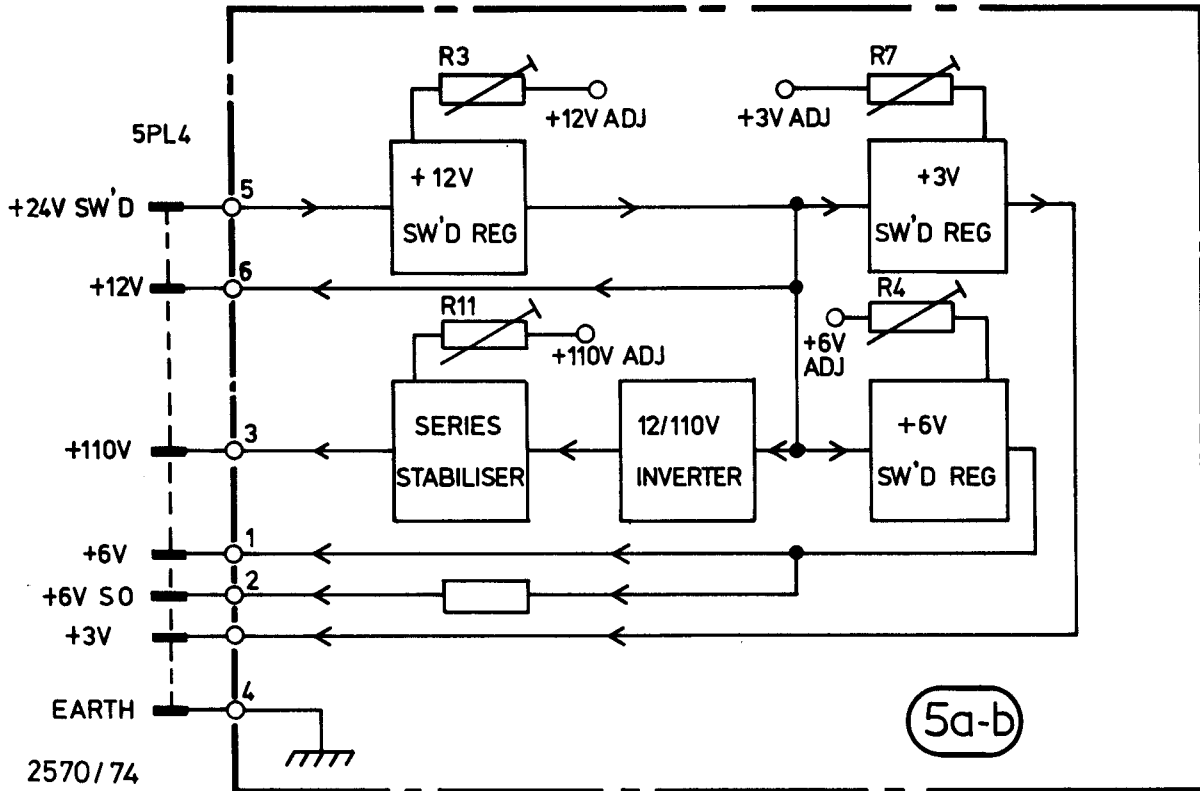 R3
R7
+12V ADJ
+3V ADJ
5PL4
+24V SW'D
5
+12V
SW'D REG
+3V
SW'D REG
+12V
6
R11
+110V ADJ
R4
+6V
ADJ
+110V
3
SERIES
STABILISER
12/110V
INVERTER
+6V
SW'D REG
+6V
1
+6V SO
2
+3V
EARTH
4
5a-b
2570/74